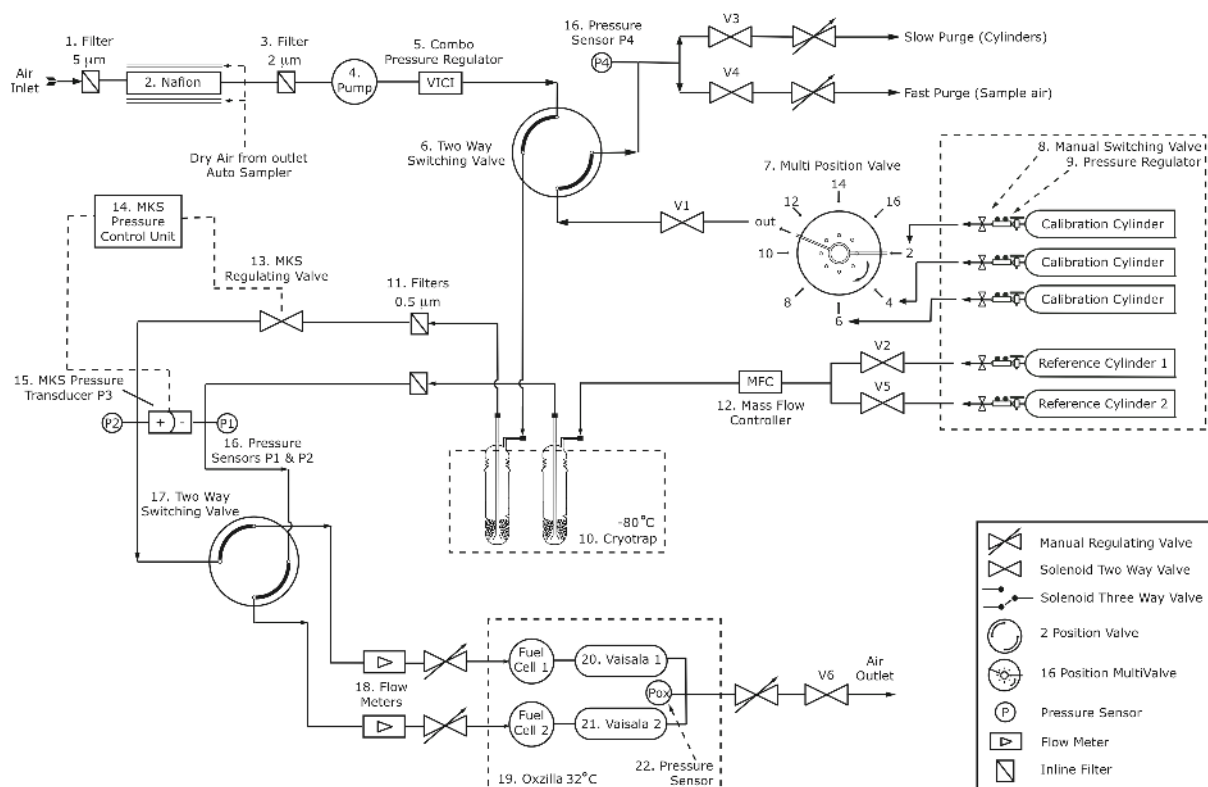 1. Filter
5 μm
Air
Inlet
2. Nafion
3. Filter
2 μm
4.
Pump
5. Combo
Pressure Regulator
VICI
Dry Air from outlet
Auto Sampler
6. Two Way
Switching Valve
16. Pressure
Sensor P4
P4
V3
Slow Purge (Cylinders)
V4
Fast Purge (Sample air)
7. Multi Position Valve
14
12
16
out
10
2
8
4
6
V1
8. Manual Switching Valve
9. Pressure Regulator
Calibration Cylinder
Calibration Cylinder
Calibration Cylinder
Reference Cylinder 1
Reference Cylinder 2
V2
V5
MFC
12. Mass Flow
Controller
14. MKS
Pressure
Control Unit
13. MKS
Regulating Valve
11. Filters
0.5 μm
15. MKS Pressure
Transducer P3
P2
+
-
P1
16. Pressure
Sensors P1 & P2
17. Two Way
Switching Valve
-80°C
10. Cryotrap
18. Flow
Meters
Fuel
Cell 1
20. Vaisala 1
Pox
Fuel
Cell 2
21. Vaisala 2
19. Oxzilla 32°C
22. Pressure
Sensor
V6
Air
Outlet
Manual Regulating Valve
Solenoid Two Way Valve
Solenoid Three Way Valve
2 Position Valve
16 Position MultiValve
P
Pressure Sensor
Flow Meter
Inline Filter